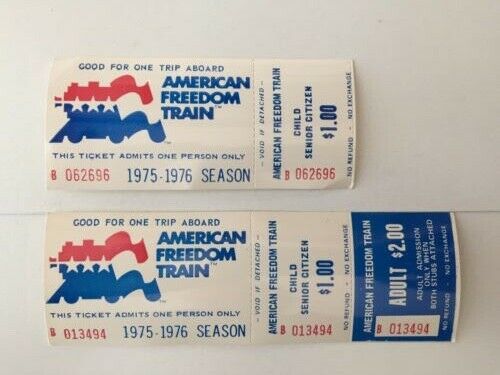 GOOD FOR ONE TRIP ABOARD
AMERICAN
FREEDOM
TRAIN™
THIS TICKET ADMITS ONE PERSON ONLY
B 062696 1975-1976 SEASON
- VOID IF DETACHED -
AMERICAN FREEDOM TRAIN
CHILD
SENIOR CITIZEN
$1.00
NO REFUND - NO EXCHANGE
B 062696
GOOD FOR ONE TRIP ABOARD
AMERICAN
FREEDOM
TRAIN™
THIS TICKET ADMITS ONE PERSON ONLY
B 013494 1975-1976 SEASON
- VOID IF DETACHED -
AMERICAN FREEDOM TRAIN
CHILD
SENIOR CITIZEN
$1.00
NO REFUND - NO EXCHANGE
B 013494
AMERICAN FREEDOM TRAIN
ADULT $2.00
ADULT ADMISSION
ONLY WHEN
BOTH STUBS ATTACHED
NO REFUND - NO EXCHANGE
B 013494